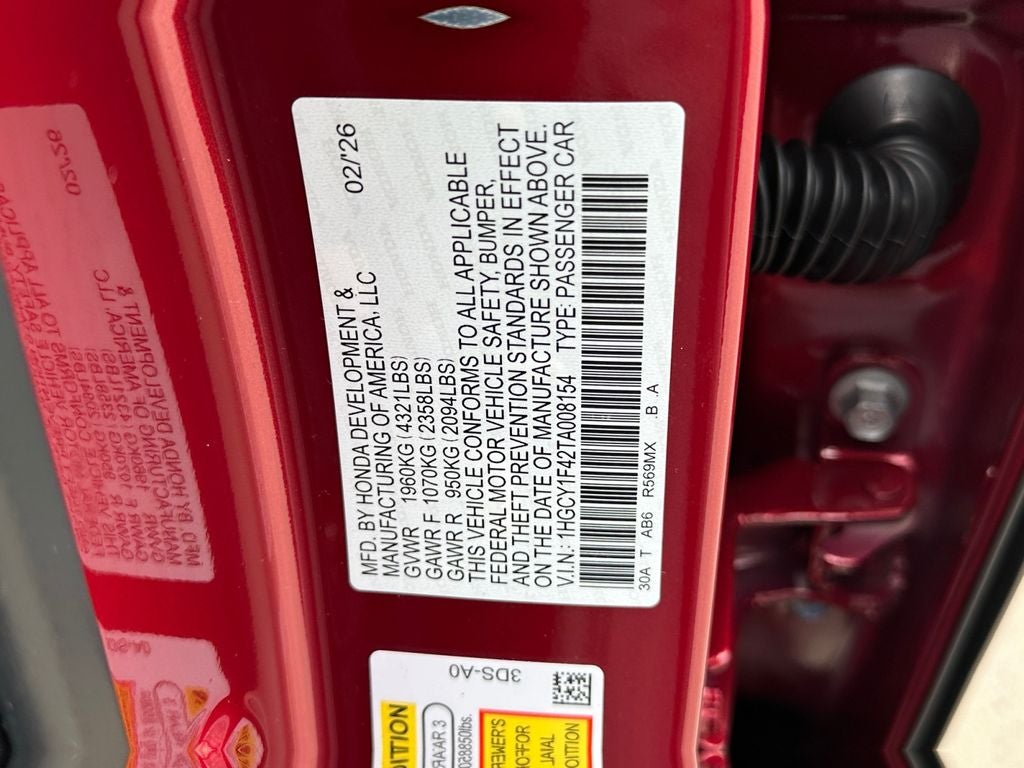 02/'26
MFD. BY HONDA DEVELOPMENT &
MANUFACTURING OF AMERICA, LLC
GVWR 1960KG (4321LBS)
GAWR F 1070KG (2358LBS)
GAWR R 950KG (2094LBS)
THIS VEHICLE CONFORMS TO ALL APPLICABLE
FEDERAL MOTOR VEHICLE SAFETY, BUMPER,
AND THEFT PREVENTION STANDARDS IN EFFECT
ON THE DATE OF MANUFACTURE SHOWN ABOVE.
V.I.N.: 1HGCY1F42TA008154 TYPE: PASSENGER CAR
30A T AB6 R569MX .B A
3DS-A0